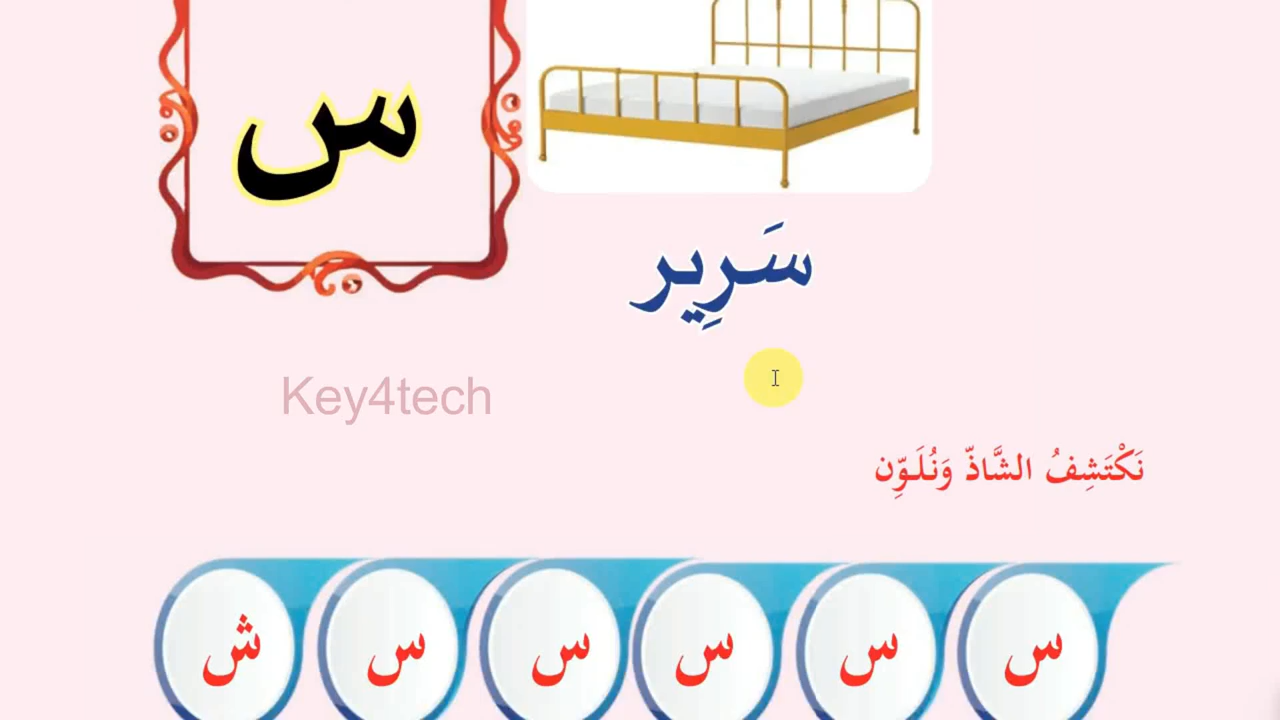 س
سَرِير
Key4tech
نَكْتَشِفُ الشَّاذّ وَنُلَوِّن
س س س س س ش